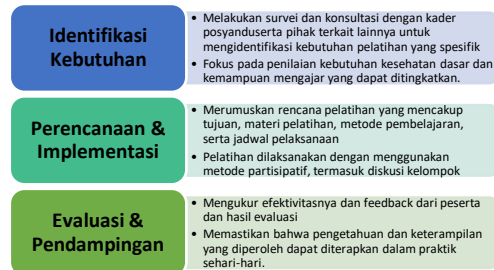 Identifikasi
Kebutuhan
• Melakukan survei dan konsultasi dengan kader
posyanduserta pihak terkait lainnya untuk
mengidentifikasi kebutuhan pelatihan yang spesifik
• Fokus pada penilaian kebutuhan kesehatan dasar dan
kemampuan mengajar yang dapat ditingkatkan.
Perencanaan &
Implementasi
• Merumuskan rencana pelatihan yang mencakup
tujuan, materi pelatihan, metode pembelajaran,
serta jadwal pelaksanaan
• Pelatihan dilaksanakan dengan menggunakan
metode partisipatif, termasuk diskusi kelompok
Evaluasi &
Pendampingan
• Mengukur efektivitasnya dan feedback dari peserta
dan hasil evaluasi
• Memastikan bahwa pengetahuan dan keterampilan
yang diperoleh dapat diterapkan dalam praktik
sehari-hari.